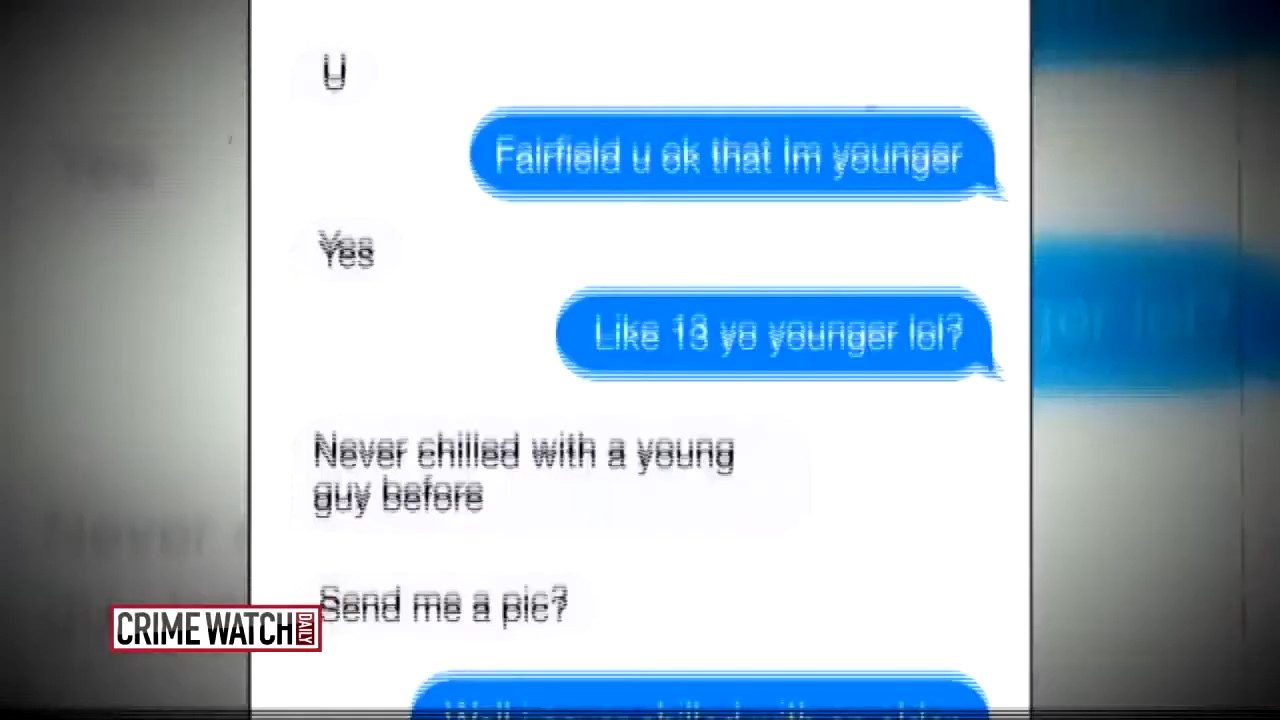 U
Fairfield u ok that Im younger
Yes
Like 13 yo younger lol?
Never chilled with a young
guy before
Send me a pic?
CRIME WATCH DAILY